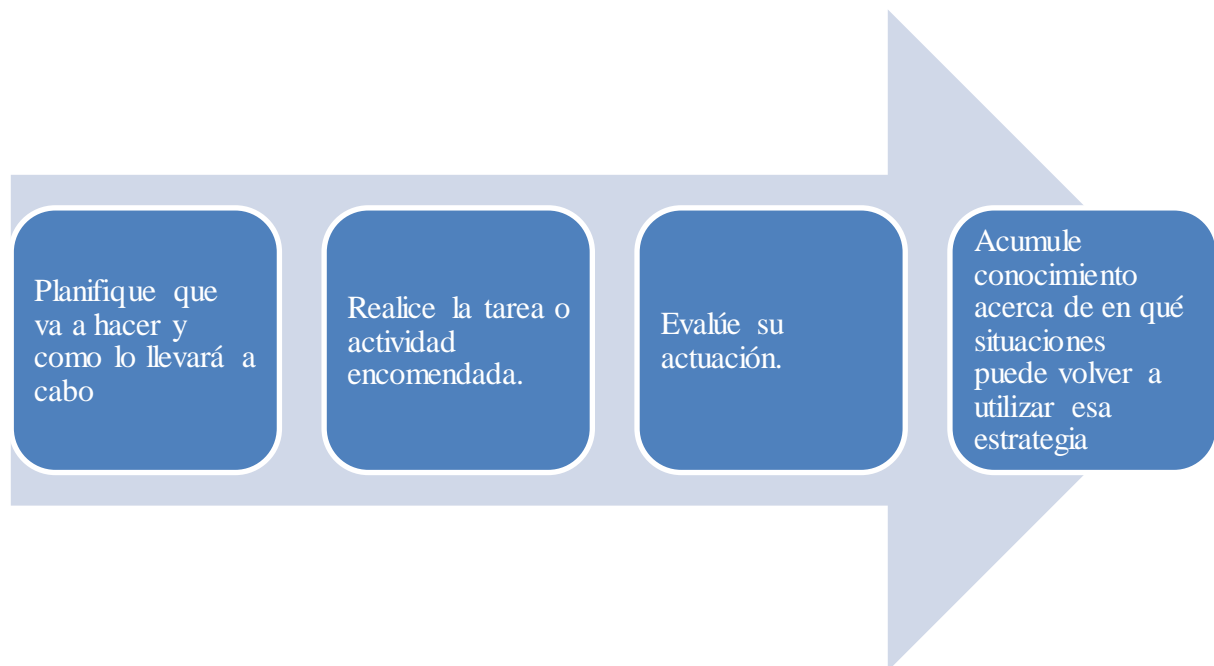 Planifique que
va a hacer y
como lo llevará a
cabo
Realice la tarea o
actividad
encomendada.
Evalúe su
actuación.
Acumule
conocimiento
acerca de en qué
situaciones
puede volver a
utilizar esa
estrategia